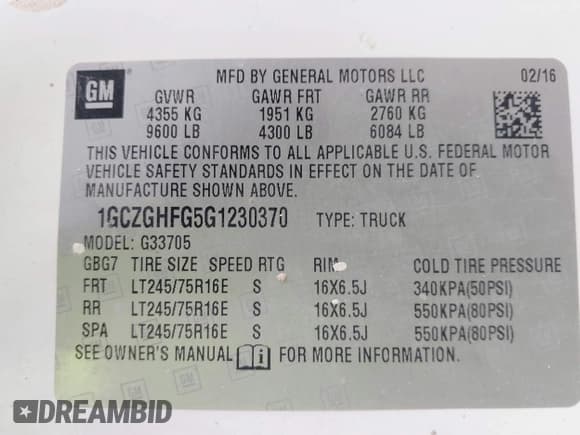 GM
MFD BY GENERAL MOTORS LLC 02/16
GVWR GAWR FRT GAWR RR
4355 KG 1951 KG 2760 KG
9600 LB 4300 LB 6084 LB
THIS VEHICLE CONFORMS TO ALL APPLICABLE U.S. FEDERAL MOTOR
VEHICLE SAFETY STANDARDS IN EFFECT ON THE DATE OF
MANUFACTURE SHOWN ABOVE.
1GCZGHFG5G1230370 TYPE: TRUCK
MODEL: G33705
GBG7 TIRE SIZE SPEED RTG RIM COLD TIRE PRESSURE
FRT LT245/75R16E S 16X6.5J 340KPA(50PSI)
RR LT245/75R16E S 16X6.5J 550KPA(80PSI)
SPA LT245/75R16E S 16X6.5J 550KPA(80PSI)
SEE OWNER'S MANUAL FOR MORE INFORMATION.
DREAMBID